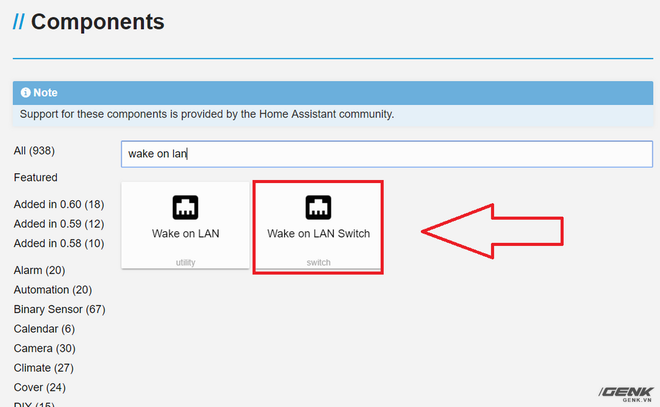 // Components
Note
Support for these components is provided by the Home Assistant community.
All (938)
wake on lan
Featured
Added in 0.60 (18)
Added in 0.59 (12)
Added in 0.58 (10)
Wake on LAN
utility
Wake on LAN Switch
switch
Alarm (20)
Automation (20)
Binary Sensor (67)
Calendar (6)
Camera (30)
Climate (27)
Cover (24)
DIY (15)
/GENK
GENK.VN